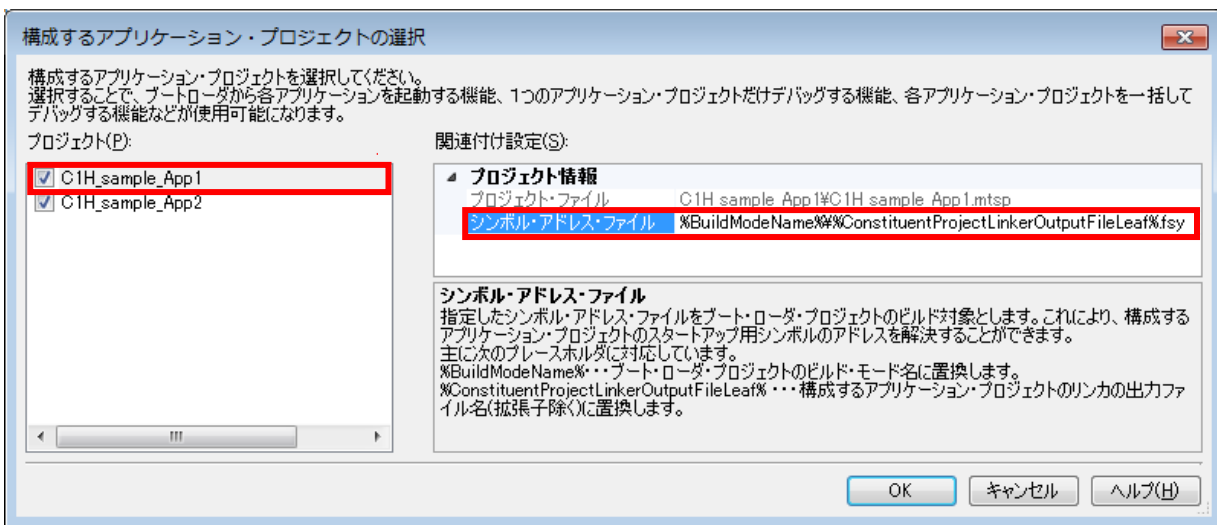 構成するアプリケーション・プロジェクトの選択
構成するアプリケーション・プロジェクトを選択してください。
選択することで、ブートローダから各アプリケーションを起動する機能、1つのアプリケーション・プロジェクトだけデバッグする機能、各アプリケーション・プロジェクトを一括して
デバッグする機能などが使用可能になります。
プロジェクト(P):
関連付け設定(S):
C1H_sample_App1
C1H_sample_App2
プロジェクト情報
プロジェクト・ファイル C1H_sample_App1¥C1H_sample_App1.mtsp
シンボル・アドレス・ファイル %BuildModeName%¥%ConstituentProjectLinkerOutputFileLeaf%.fsy
シンボル・アドレス・ファイル
指定したシンボル・アドレス・ファイルをブート・ローダ・プロジェクトのビルド対象とします。これにより、構成する
アプリケーション・プロジェクトのスタートアップ用シンボルのアドレスを解決することができます。
主に次のプレースホルダに対応しています。
%BuildModeName%・・・ブート・ローダ・プロジェクトのビルド・モード名に置換します。
%ConstituentProjectLinkerOutputFileLeaf%・・・構成するアプリケーション・プロジェクトのリンカの出力ファ
イル名(拡張子除く)に置換します。
OK
キャンセル
ヘルプ(H)